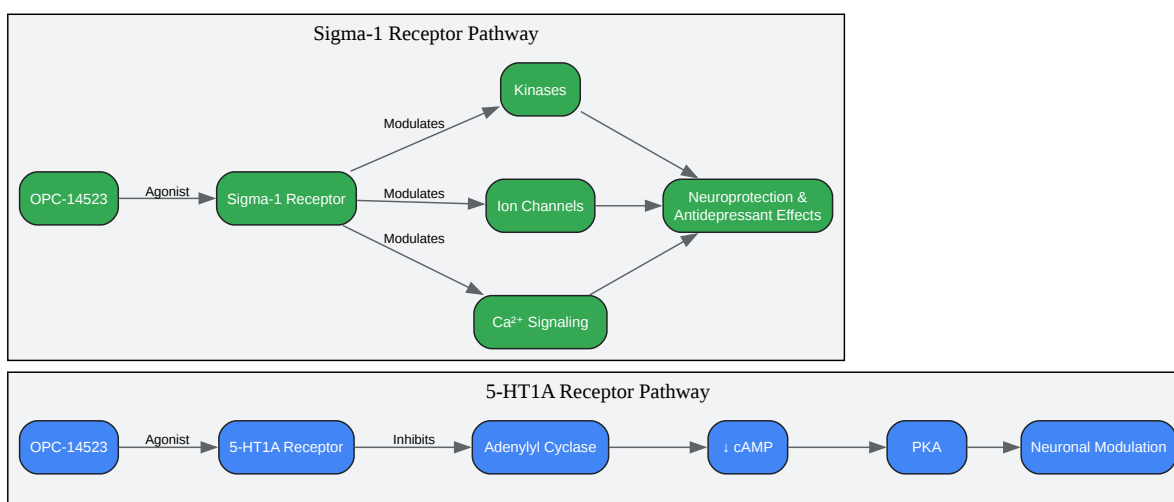 Sigma-1 Receptor Pathway
Kinases
Modulates
OPC-14523
Agonist
Sigma-1 Receptor
Modulates
Ion Channels
Neuroprotection &
Antidepressant Effects
Modulates
Ca²⁺ Signaling
5-HT1A Receptor Pathway
OPC-14523
Agonist
5-HT1A Receptor
Inhibits
Adenylyl Cyclase
↓ cAMP
PKA
Neuronal Modulation